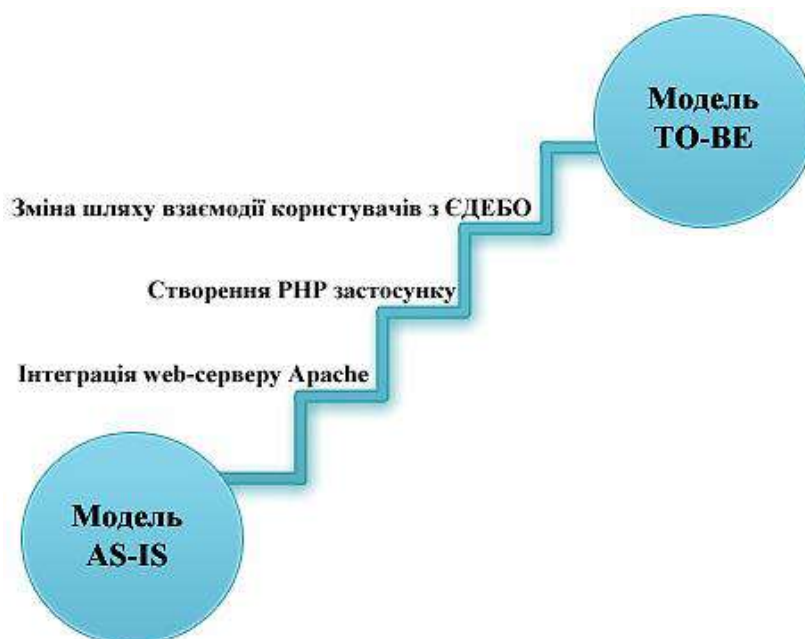 Модель
TO-BE
Зміна шляху взаємодії користувачів з ЄДЕБО
Створення PHP застосунку
Інтеграція web-серверу Apache
Модель
AS-IS